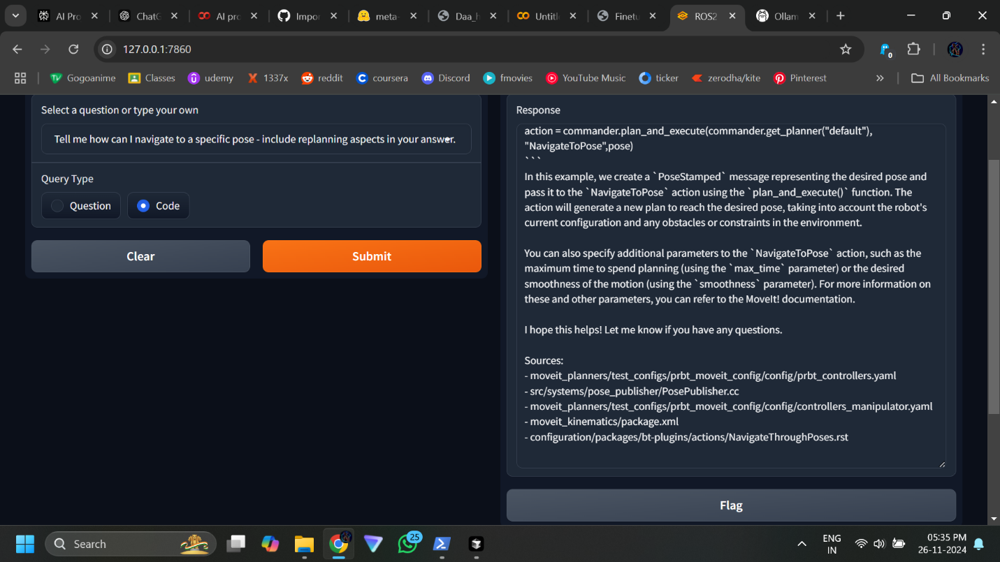 AI Pro
ChatG
AI pro
Impor
meta-
Daa_h
Untitle
Finetu
ROS2
Ollam
127.0.0.1:7860
0
Gogoanime
Classes
udemy
1337x
reddit
coursera
Discord
fmovies
YouTube Music
ticker
zerodha/kite
Pinterest
»
All Bookmarks
Select a question or type your own
Tell me how can I navigate to a specific pose - include replanning aspects in your answer.
Query Type
Question
Code
Clear
Submit
Response
action = commander.plan_and_execute(commander.get_planner("default"),
"NavigateToPose",pose)
```
In this example, we create a `PoseStamped` message representing the desired pose and
pass it to the `NavigateToPose` action using the `plan_and_execute()` function. The
action will generate a new plan to reach the desired pose, taking into account the robot's
current configuration and any obstacles or constraints in the environment.
You can also specify additional parameters to the `NavigateToPose` action, such as the
maximum time to spend planning (using the `max_time` parameter) or the desired
smoothness of the motion (using the `smoothness` parameter). For more information on
these and other parameters, you can refer to the MoveIt! documentation.
I hope this helps! Let me know if you have any questions.
Sources:
- moveit_planners/test_configs/prbt_moveit_config/config/prbt_controllers.yaml
- src/systems/pose_publisher/PosePublisher.cc
- moveit_planners/test_configs/prbt_moveit_config/config/controllers_manipulator.yaml
- moveit_kinematics/package.xml
- configuration/packages/bt-plugins/actions/NavigateThroughPoses.rst
Flag
Search
25
ENG
IN
05:35 PM
26-11-2024